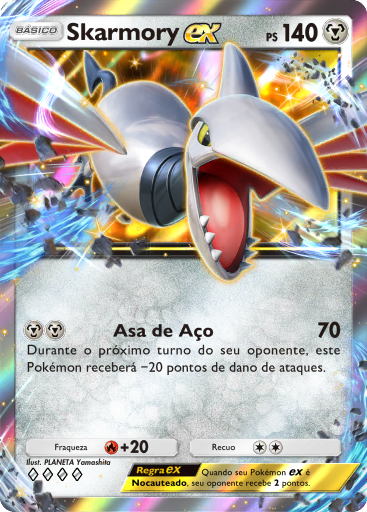 BÁSICO Skarmory ex PS 140
Asa de Aço 70
Durante o próximo turno do seu oponente, este
Pokémon receberá −20 pontos de dano de ataques.
Fraqueza +20 Recuo
Ilust. PLANETA Yamashita
Regra ex Quando seu Pokémon ex é
Nocauteado, seu oponente recebe 2 pontos.